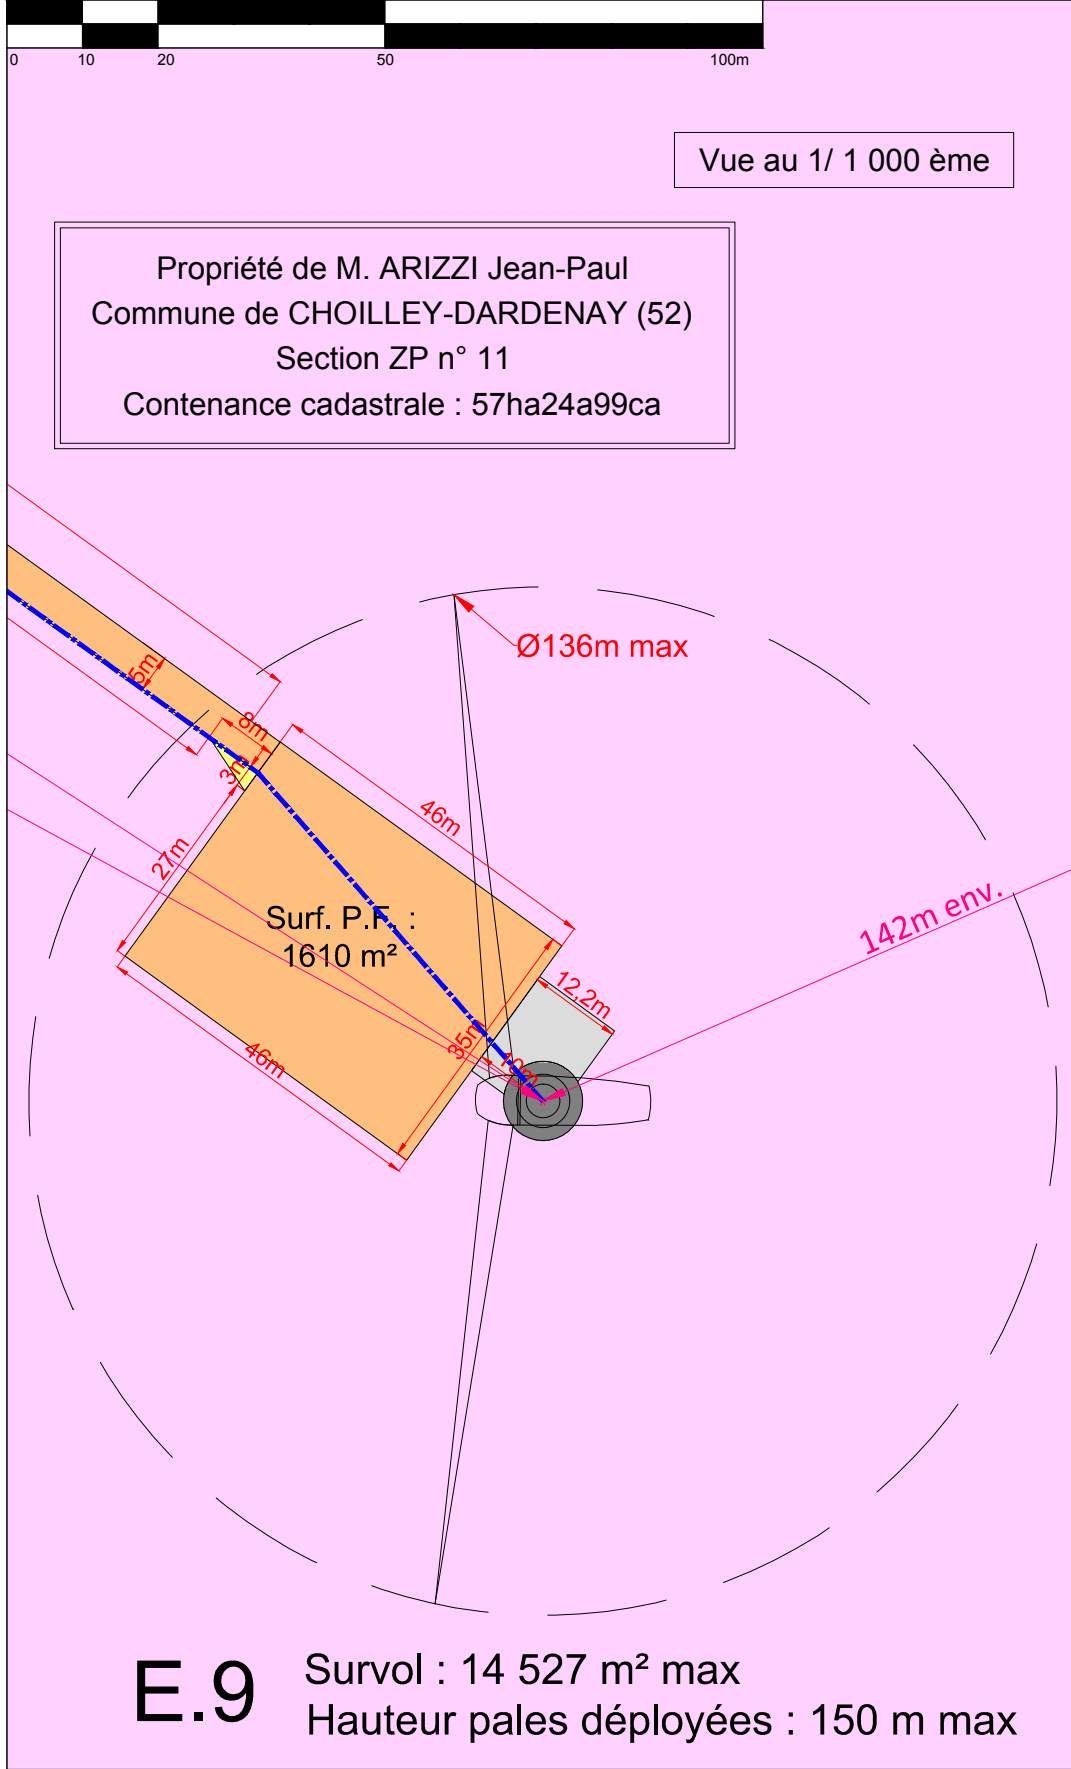 0 10 20 50 100m
Vue au 1/ 1 000 ème
Propriété de M. ARIZZI Jean-Paul
Commune de CHOILLEY-DARDENAY (52)
Section ZP n° 11
Contenance cadastrale : 57ha24a99ca
Ø136m max
5m
8m
3m
46m
27m
142m env.
Surf. P.F. :
1610 m²
12,2m
35m
10m
46m
E.9
Survol : 14 527 m² max
Hauteur pales déployées : 150 m max